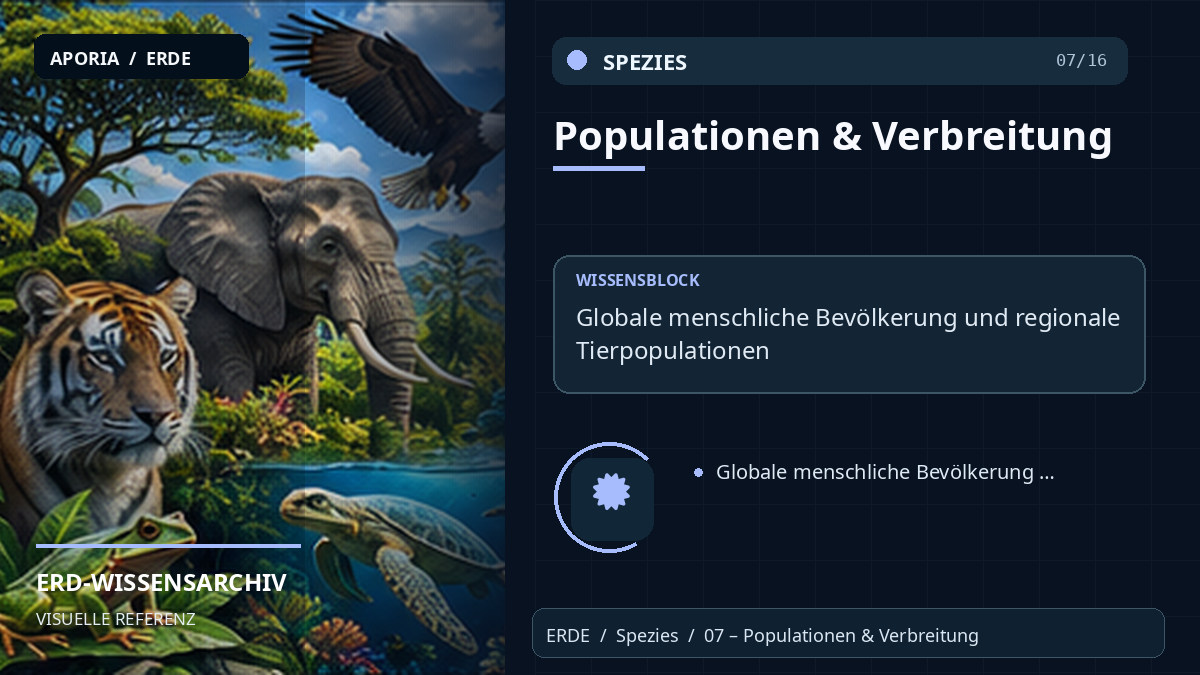 APORIA / ERDE
ERD-WISSENSARCHIV
VISUELLE REFERENZ
SPEZIES
07/16
Populationen & Verbreitung
WISSENSBLOCK
Globale menschliche Bevölkerung und regionale
Tierpopulationen
Globale menschliche Bevölkerung ...
ERDE / Spezies / 07 – Populationen & Verbreitung